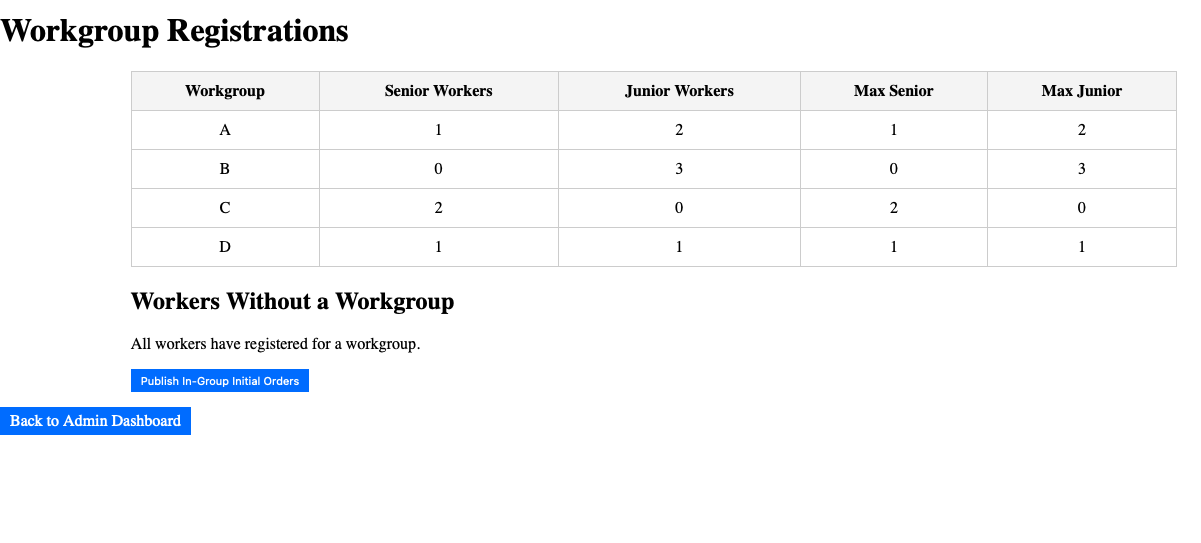 Workgroup Registrations
Workgroup Senior Workers Junior Workers Max Senior Max Junior
A 1 2 1 2
B 0 3 0 3
C 2 0 2 0
D 1 1 1 1
Workers Without a Workgroup
All workers have registered for a workgroup.
Publish In-Group Initial Orders
Back to Admin Dashboard